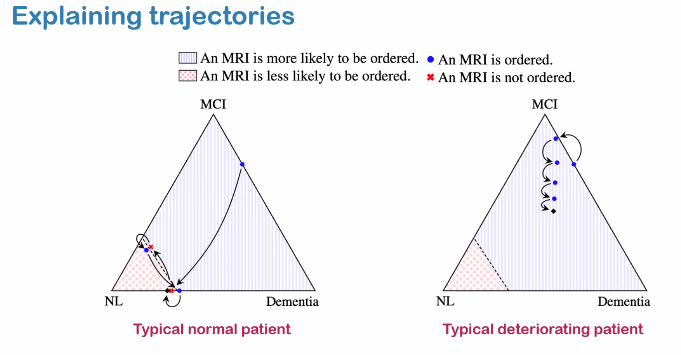 Explaining trajectories
An MRI is more likely to be ordered.
An MRI is ordered.
An MRI is less likely to be ordered.
An MRI is not ordered.
MCI
NL
Dementia
Typical normal patient
MCI
NL
Dementia
Typical deteriorating patient